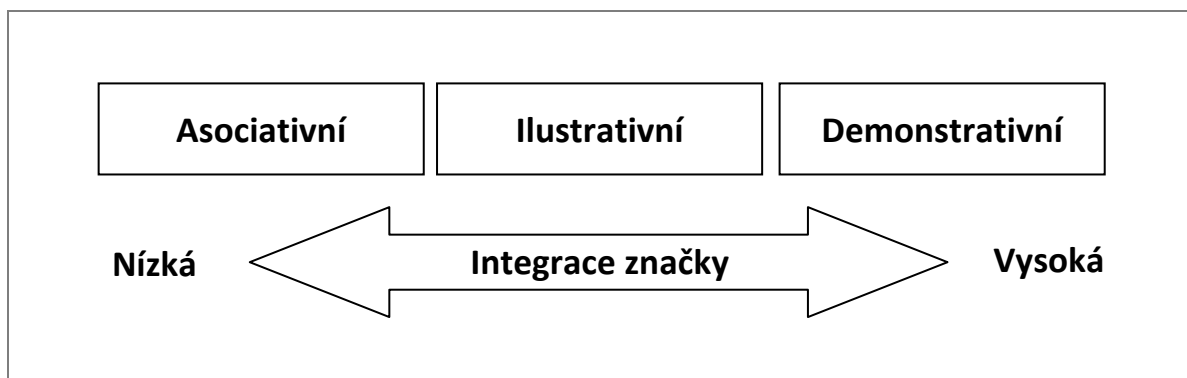 Asociativní Ilustrativní Demonstrativní
Nízká Integrace značky Vysoká